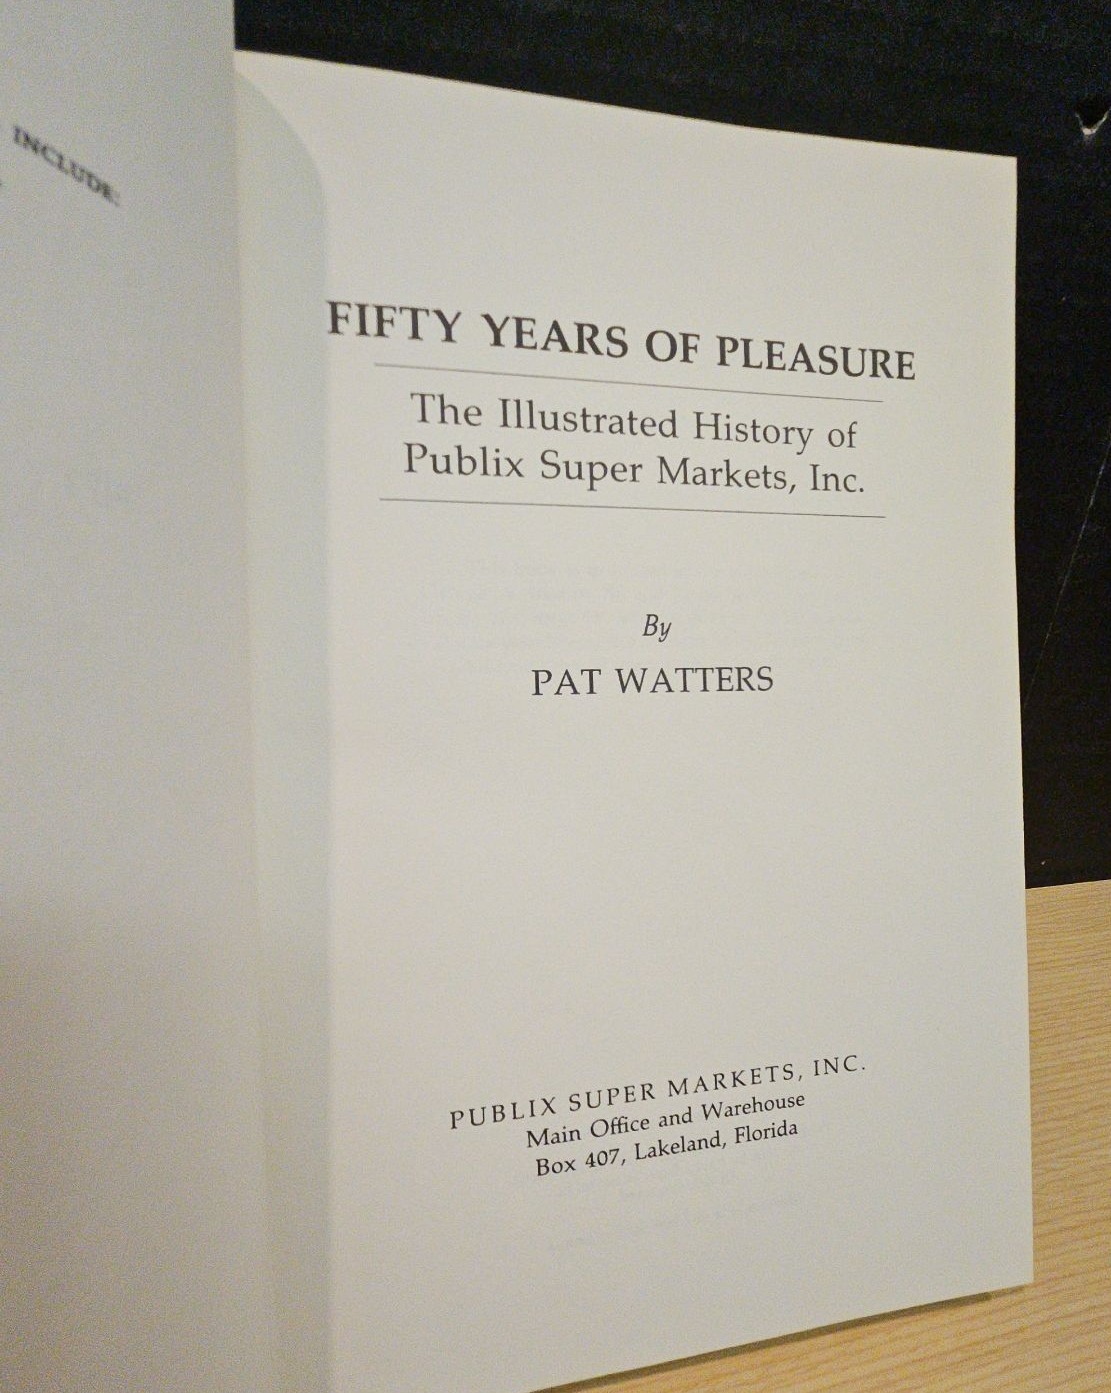 INCLUDE:
FIFTY YEARS OF PLEASURE
The Illustrated History of
Publix Super Markets, Inc.
By
PAT WATTERS
PUBLIX SUPER MARKETS, INC.
Main Office and Warehouse
Box 407, Lakeland, Florida